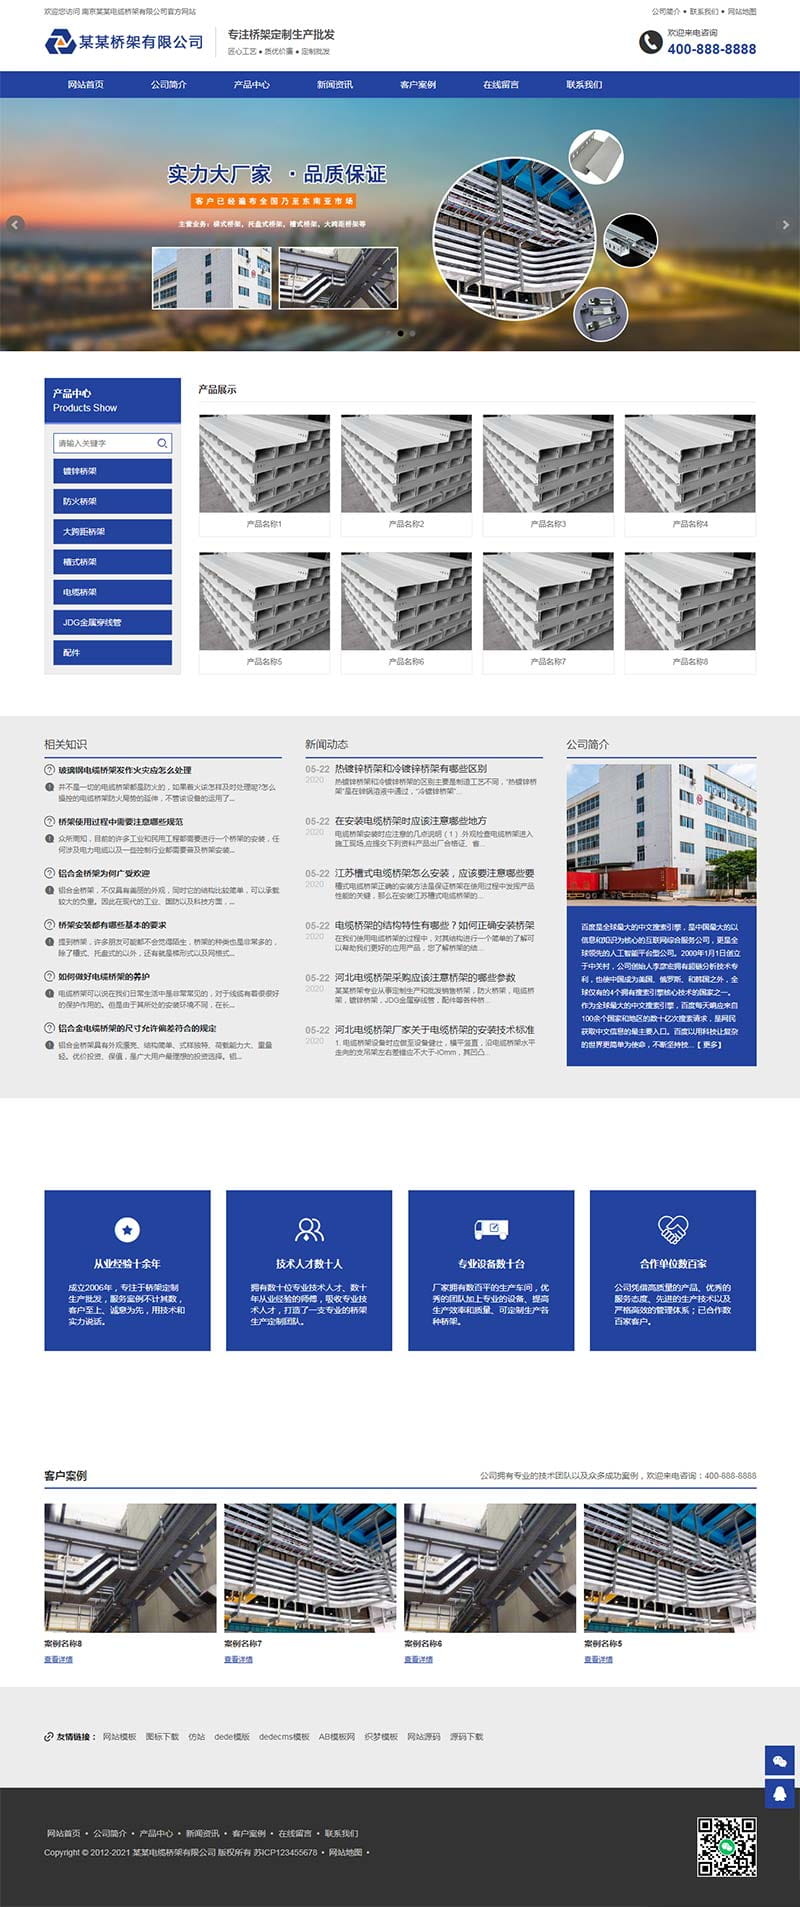 欢迎您访问 南京某某电缆桥架有限公司官方网站
公司简介 • 联系我们 • 网站地图
某某桥架有限公司
专注桥架定制生产批发
匠心工艺 ● 质优价廉 ● 定制批发
欢迎来电咨询
400-888-8888
网站首页 公司简介 产品中心 新闻资讯 客户案例 在线留言 联系我们
实力大厂家 ·品质保证
客户已经遍布全国乃至东南亚市场
主营业务：梯式桥架，托盘式桥架，槽式桥架，大跨距桥架等
产品中心
Products Show
请输入关键字
镀锌桥架
防火桥架
大跨距桥架
槽式桥架
电缆桥架
JDG金属穿线管
配件
产品展示
产品名称1 产品名称2 产品名称3 产品名称4
产品名称5 产品名称6 产品名称7 产品名称8
相关知识
玻璃钢电缆桥架发作火灾应怎么处理
并不是一切的电缆桥架都是防火的，如果着火该怎样及时处理呢?怎么
操控的电缆桥架防火局势的延伸，不管该设备的运用了...
桥架使用过程中需要注意哪些规范
众所周知，目前的许多工业和民用工程都需要进行一个桥架的安装，任
何涉及电力电缆以及一些控制行业都需要普及桥架安装...
铝合金桥架为何广受欢迎
铝合金桥架，不仅具有美丽的外观，同时它的结构比较简单，可以承载
较大的负重。因此在现代的工业、国防以及科技方面，...
桥架安装都有哪些基本的要求
提到桥架，许多朋友可能都不会觉得陌生，桥架的种类也是非常多的，
除了槽式、托盘式的以外，还有就是梯形式以及网格式...
如何做好电缆桥架的养护
电缆桥架可以说在我们日常生活中是非常常见的，对于线缆有着很很好
的保护作用的。但是由于其所处的安装环境不同，在长...
铝合金电缆桥架的尺寸允许偏差符合的规定
铝合金桥架具有外观漂亮、结构简单、式样独特、荷载能力大、重量
轻。优价投资、保值，是广大用户最理想的投资选择。铝...
新闻动态
05-22 热镀锌桥架和冷镀锌桥架有哪些区别
2020 热镀锌桥架和冷镀锌桥架的区别主要是制造工艺不同，"热镀锌桥
架"是在锌锅溶液中通过，"冷镀锌桥架"...
05-22 在安装电缆桥架时应该注意哪些地方
2020 电缆桥架安装时应注意的几点说明（1）.外观检查电缆桥架进入
施工现场,应提交下列资料产品出厂合格证、省...
05-22 江苏槽式电缆桥架怎么安装，应该要注意哪些要
2020 槽式电缆桥架正确的安装方法是保证桥架在使用过程中发挥产品
性能的关键，那么在安装江苏槽式电缆桥架的...
05-22 电缆桥架的结构特性有哪些？如何正确安装桥架
2020 在我们使用电缆桥架的过程中，对其结构进行一个简单的了解可
以帮助我们更好的应用产品，您了解桥架的结...
05-22 河北电缆桥架采购应该注意桥架的哪些参数
2020 某某桥架专业从事定制生产和批发销售桥架，防火桥架，电缆桥
架，镀锌桥架，JDG金属穿线管，配件等各种桥...
05-22 河北电缆桥架厂家关于电缆桥架的安装技术标准
2020 1. 电缆桥架设备时应做至设备健壮，横平竖直，沿电缆桥架水平
走向的支吊架左右差错应不大于-lOmm，其凹凸...
公司简介
百度是全球最大的中文搜索引擎，是中国最大的以
信息和知识为核心的互联网综合服务公司，更是全
球领先的人工智能平台型公司。2000年1月1日创立
于中关村，公司创始人李彦宏拥有超链分析技术专
利，也使中国成为美国、俄罗斯、和韩国之外，全
球仅有的4个拥有搜索引擎核心技术的国家之一。
作为全球最大的中文搜索引擎，百度每天响应来自
100余个国家和地区的数十亿次搜索请求，是网民
获取中文信息的最主要入口。百度以用科技让复杂
的世界更简单为使命，不断坚持技...【 更多】
从业经验十余年
成立2006年，专注于桥架定制
生产批发，服务案例不计其数，
客户至上、诚意为先，用技术和
实力说话。
技术人才数十人
拥有数十位专业技术人才、数十
年从业经验的师傅，吸收专业技
术人才，打造了一支专业的桥架
生产定制团队。
专业设备数十台
厂家拥有数百平的生产车间，优
秀的团队加上专业的设备、提高
生产效率和质量、可定制生产各
种桥架。
合作单位数百家
公司凭借高质量的产品、优秀的
服务态度、先进的生产技术以及
严格高效的管理体系；已合作数
百家客户。
客户案例
公司拥有专业的技术团队以及众多成功案例，欢迎来电咨询：400-888-8888
案例名称8 案例名称7 案例名称6 案例名称5
查看详情 查看详情 查看详情 查看详情
友情链接： 网站模板 图标下载 仿站 dede模版 dedecms模板 AB模板网 织梦模板 网站源码 源码下载
网站首页 • 公司简介 • 产品中心 • 新闻资讯 • 客户案例 • 在线留言 • 联系我们
Copyright © 2012-2021 某某电缆桥架有限公司 版权所有 苏ICP123455678 • 网站地图 •